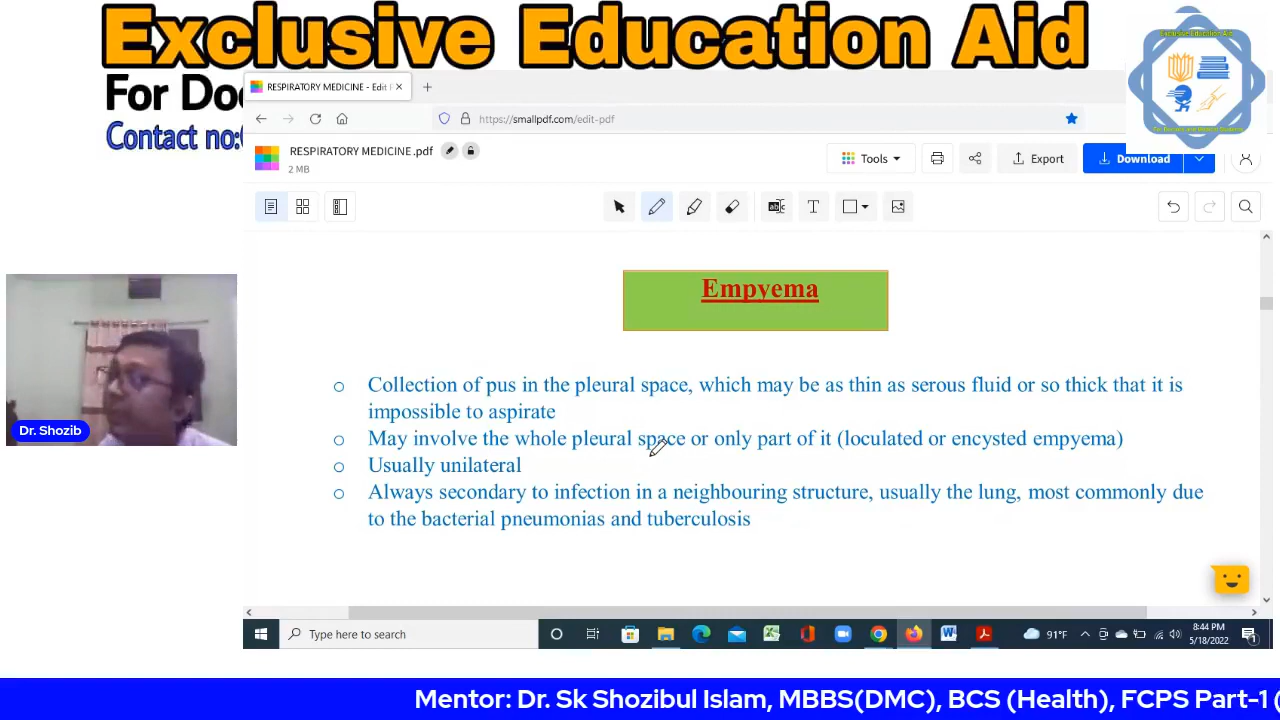 Exclusive Education Aid
For Doc
Contact no:
RESPIRATORY MEDICINE - Edit
https://smallpdf.com/edit-pdf
RESPIRATORY MEDICINE .pdf
2 MB
Tools
Export
Download
Exclusive Education Aid
Empyema
o Collection of pus in the pleural space, which may be as thin as serous fluid or so thick that it is
impossible to aspirate
o May involve the whole pleural space or only part of it (loculated or encysted empyema)
o Usually unilateral
o Always secondary to infection in a neighbouring structure, usually the lung, most commonly due
to the bacterial pneumonias and tuberculosis
Dr. Shozib
Type here to search
91°F
8:44 PM
5/18/2022
Mentor: Dr. Sk Shozibul Islam, MBBS(DMC), BCS (Health), FCPS Part-1 (